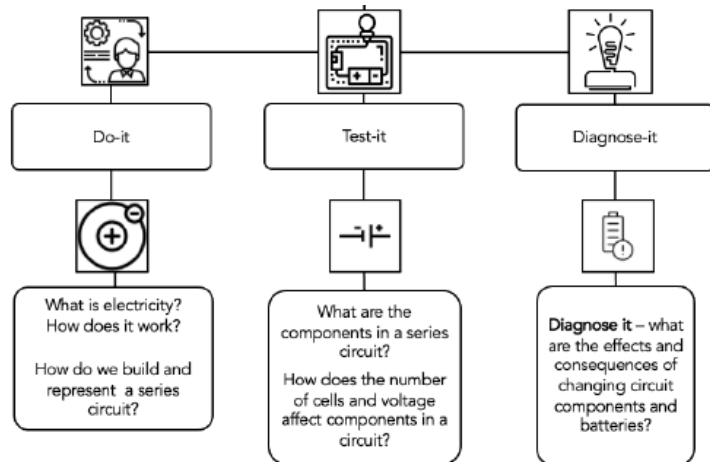 Do-it
Test-it
Diagnose-it
What is electricity?
How does it work?
How do we build and
represent a series
circuit?
What are the
components in a series
circuit?
How does the number
of cells and voltage
affect components in a
circuit?
Diagnose it – what
are the effects and
consequences of
changing circuit
components and
batteries?